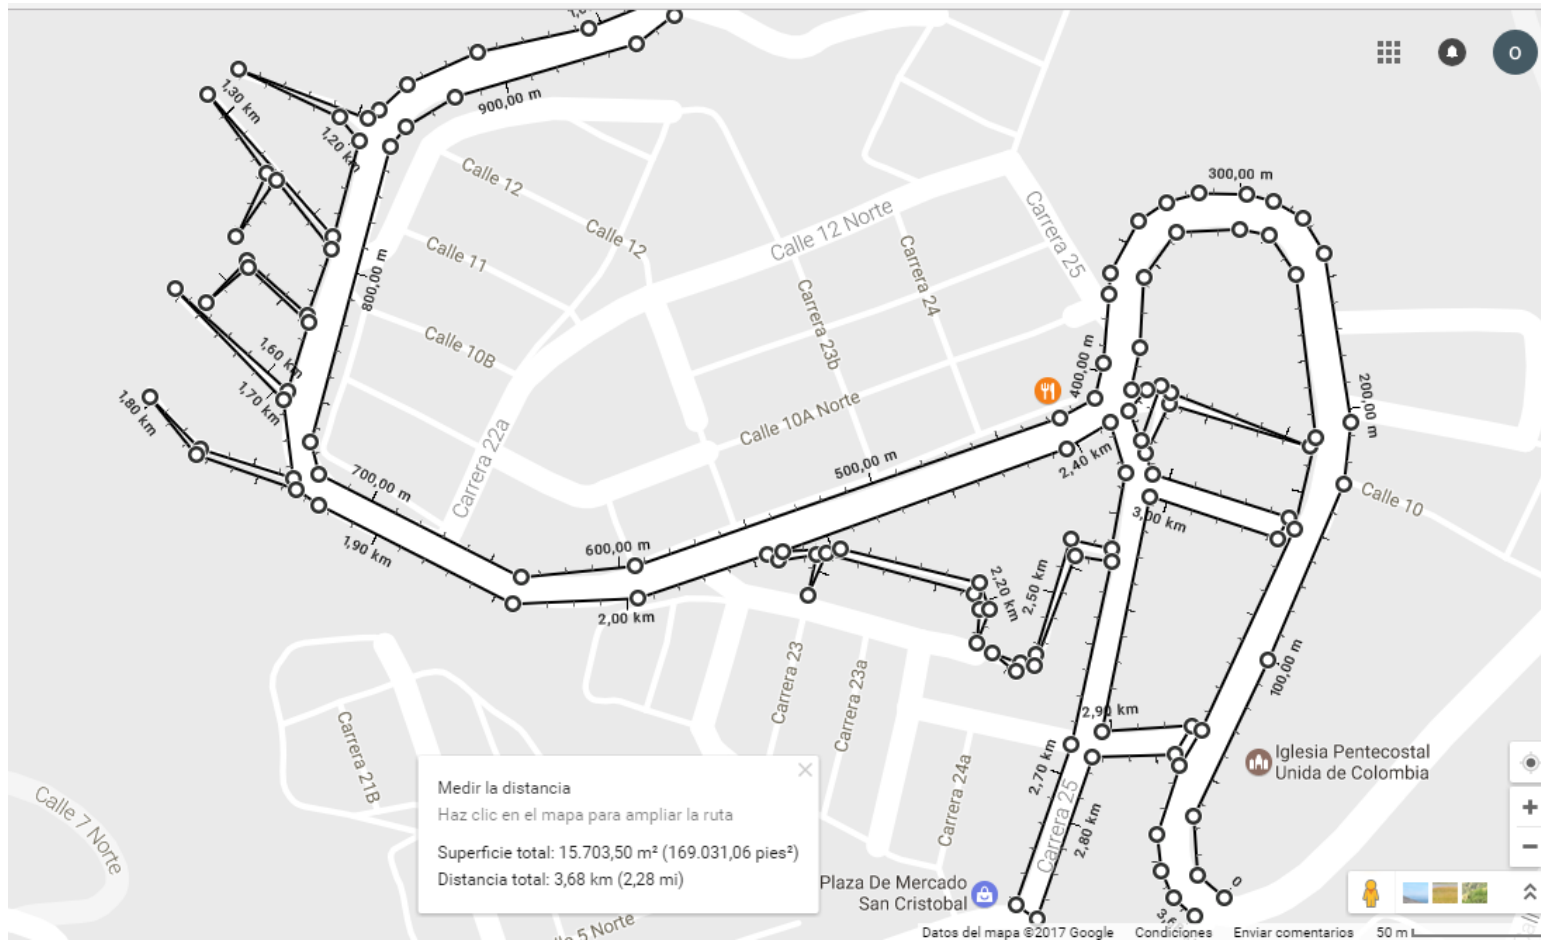 300,00 m
O
900,00 m
1,30 km
1,20 km
Calle 12
Calle 12
Calle 12 Norte
Carrera 25
Calle 11
Carrera 24
800,00 m
Carrera 23b
Calle 10B
1,60 km
1,70 km
1,80 km
400,00 m
200,00 m
Calle 10A Norte
Carrera 22a
500,00 m
2,40 km
700,00 m
Calle 10
3,00 km
1,90 km
600,00 m
2,50 km
2,20 km
2,00 km
Carrera 23
Carrera 23a
100,00 m
2,90 km
Carrera 21B
2,70 km
Iglesia Pentecostal
Unida de Colombia
Carrera 24a
Medir la distancia
Haz clic en el mapa para ampliar la ruta
Superficie total: 15.703,50 m² (169.031,06 pies²)
Distancia total: 3,68 km (2,28 mi)
Calle 7 Norte
Carrera 25
2,80 km
Plaza De Mercado
San Cristobal
0
5 Norte
Datos del mapa ©2017 Google Condiciones Enviar comentarios 50 m